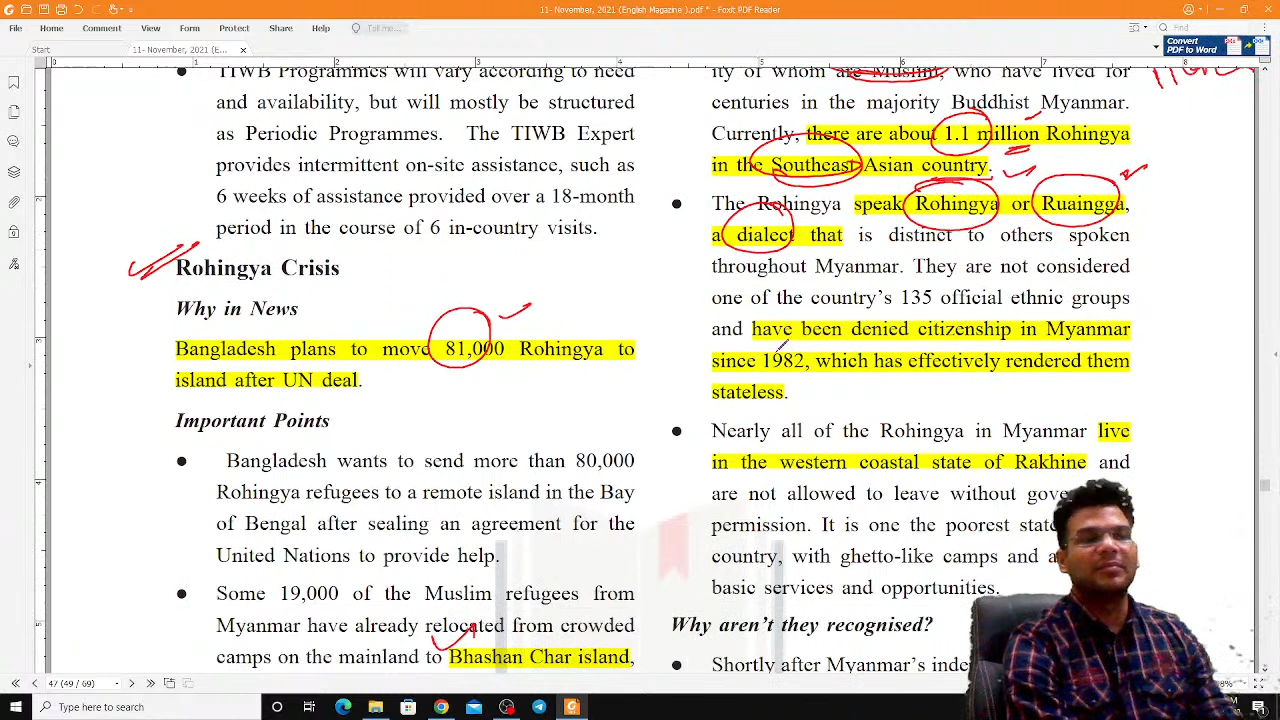 11- November, 2021 (English Magazine ).pdf * - Foxit PDF Reader
File
Home
Comment
View
Form
Protect
Share
Help
Tell me...
Start
11- November, 2021 (E...
Convert
PDF to Word
TIWB Programmes will vary according to need
and availability, but will mostly be structured
as Periodic Programmes. The TIWB Expert
provides intermittent on-site assistance, such as
6 weeks of assistance provided over a 18-month
period in the course of 6 in-country visits.
Rohingya Crisis
Why in News
Bangladesh plans to move 81,000 Rohingya to
island after UN deal.
Important Points
Bangladesh wants to send more than 80,000
Rohingya refugees to a remote island in the Bay
of Bengal after sealing an agreement for the
United Nations to provide help.
Some 19,000 of the Muslim refugees from
Myanmar have already relocated from crowded
camps on the mainland to Bhashan Char island,
ity of whom are Muslim, who have lived for
centuries in the majority Buddhist Myanmar.
Currently, there are about 1.1 million Rohingya
in the Southeast Asian country.
The Rohingya speak Rohingya or Ruaingga,
a dialect that is distinct to others spoken
throughout Myanmar. They are not considered
one of the country's 135 official ethnic groups
and have been denied citizenship in Myanmar
since 1982, which has effectively rendered them
stateless.
Nearly all of the Rohingya in Myanmar live
in the western coastal state of Rakhine and
are not allowed to leave without gove
permission. It is one the poorest stat
country, with ghetto-like camps and a
basic services and opportunities.
Why aren't they recognised?
Shortly after Myanmar's inde
47 (49 / 69)
Type here to search